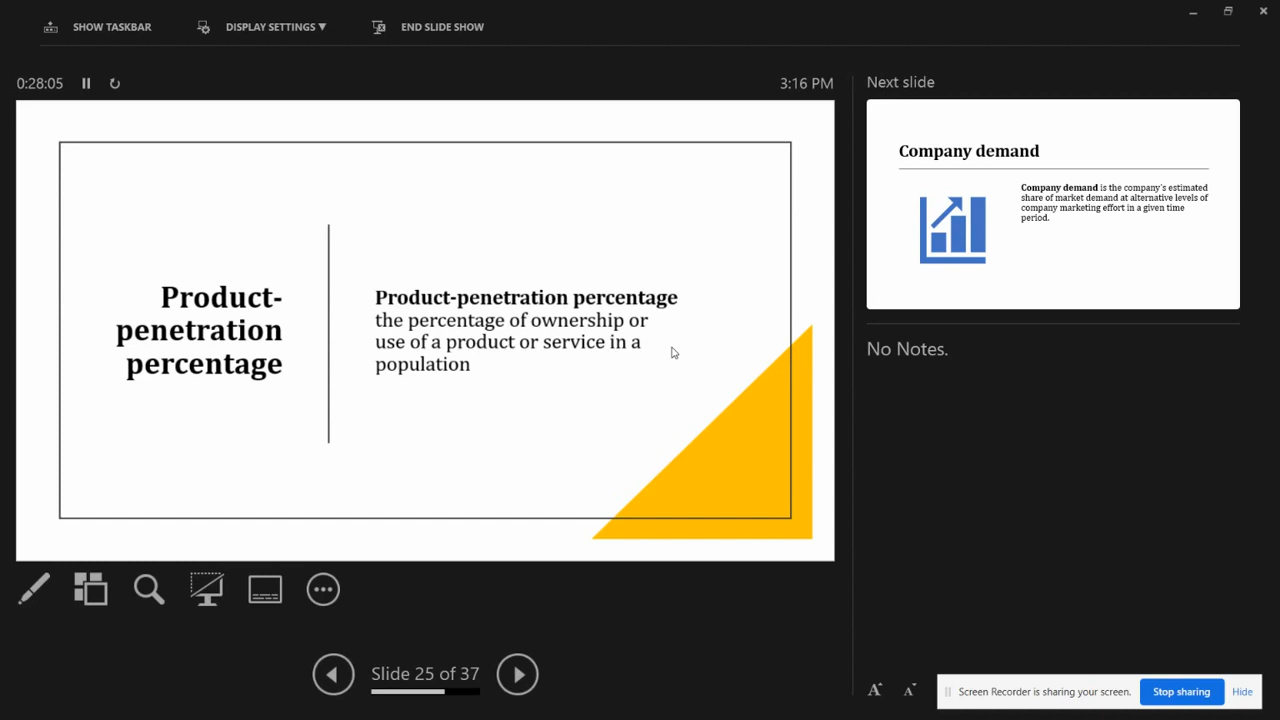 SHOW TASKBAR
DISPLAY SETTINGS ▼
END SLIDE SHOW
0:28:05
3:16 PM
Product-
penetration
percentage
Product-penetration percentage
the percentage of ownership or
use of a product or service in a
population
Next slide
Company demand
Company demand is the company's estimated
share of market demand at alternative levels of
company marketing effort in a given time
period.
No Notes.
Slide 25 of 37
A A
Screen Recorder is sharing your screen.
Stop sharing
Hide